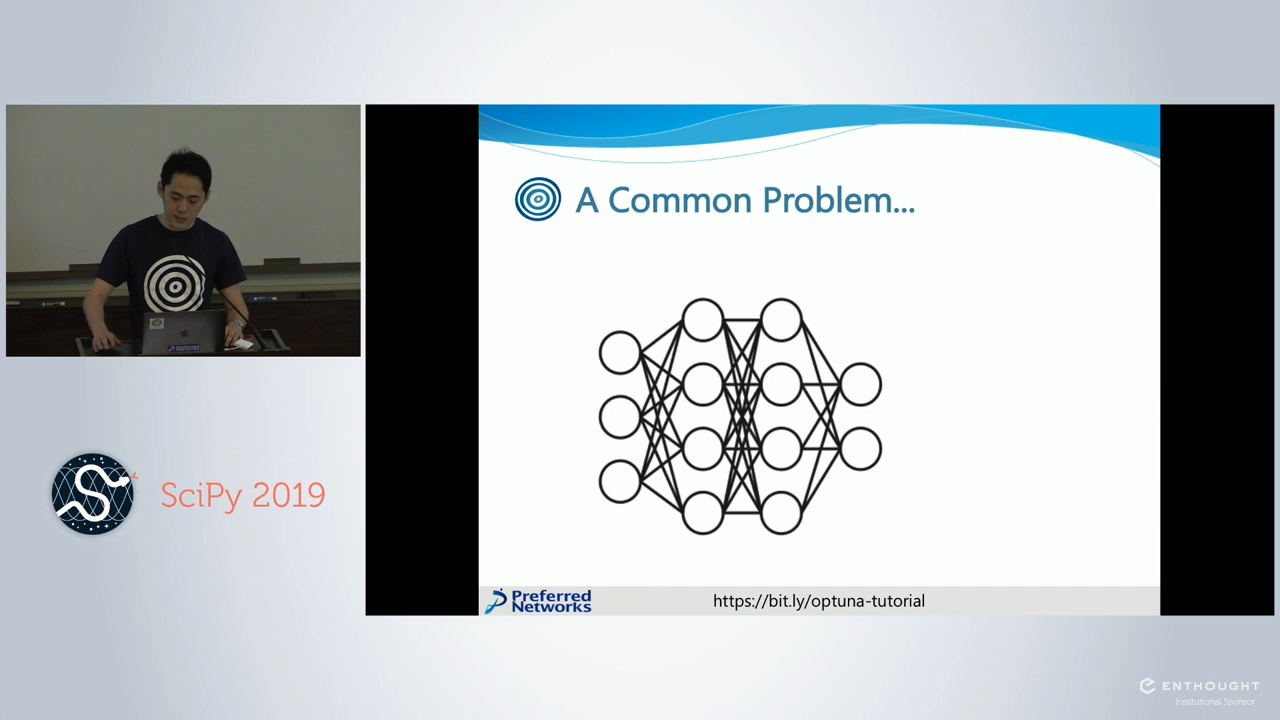 A Common Problem...
SciPy 2019
Preferred
Networks
https://bit.ly/optuna-tutorial
ENTHOUGHT
Institutional Sponsor